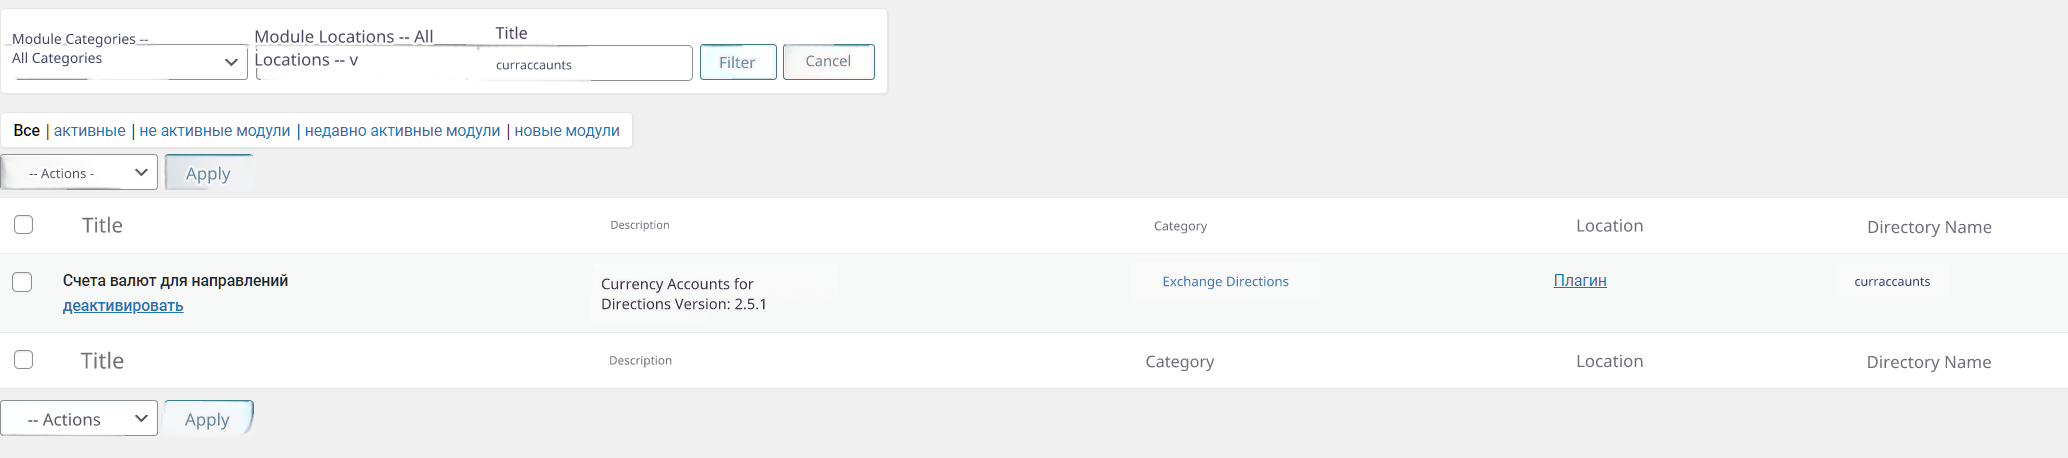 Module Categories --
All Categories
Module Locations -- All
Locations -- v
Title
curraccaunts
Filter
Cancel
Все | активные | не активные модули | недавно активные модули | новые модули
-- Actions -
Apply
Title Description Category Location Directory Name
Счета валют для направлений
деактивировать
Currency Accounts for
Directions Version: 2.5.1
Exchange Directions
Плагин
curraccaunts
Title Description Category Location Directory Name
-- Actions
Apply